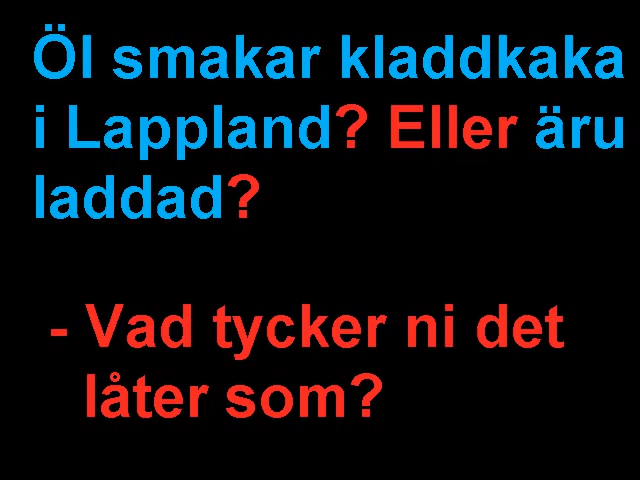 Öl smakar kladdkaka
i Lappland? Eller äru
laddad?
- Vad tycker ni det
låter som?